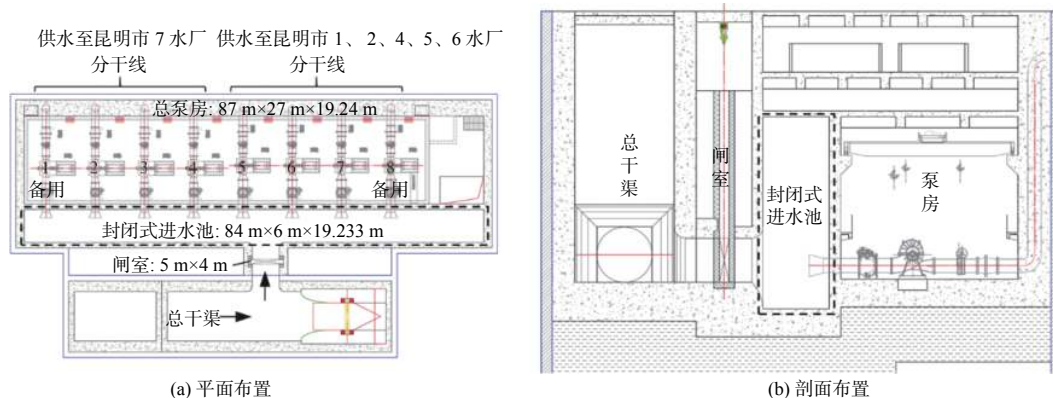 供水至昆明市 7 水厂
分干线
供水至昆明市 1、2、4、5、6 水厂
分干线
总泵房: 87 m×27 m×19.24 m
1 2 3 4 5 6 7 8
备用 备用
封闭式进水池: 84 m×6 m×19.233 m
闸室: 5 m×4 m
总干渠
(a) 平面布置
总干渠
闸室
封闭式
进水池
泵房
(b) 剖面布置